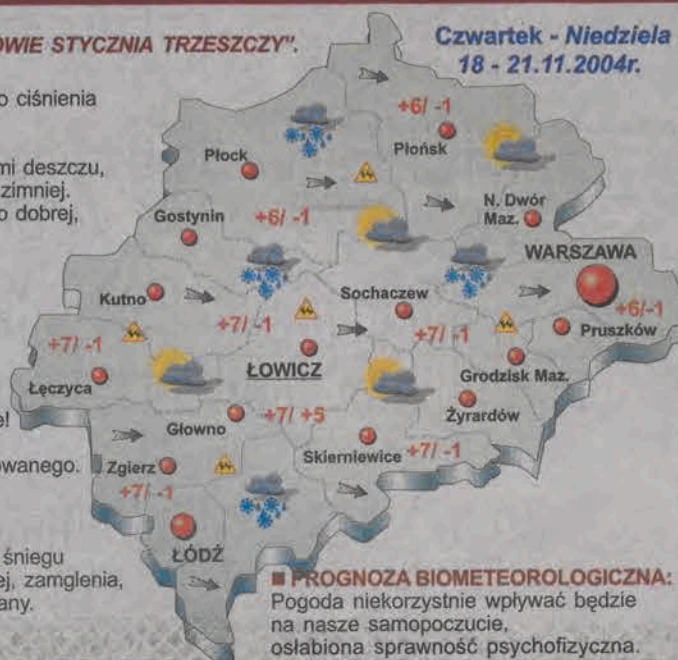 OWIE STYCZNIA TRZESZCZY".
Czwartek - Niedziela
18 - 21.11.2004r.
o ciśnienia
mi deszczu,
zimniej.
o dobrej,
+6/ -1
Płońsk
Płock
N. Dwór
Maz.
Gostynin
+6/ -1
WARSZAWA
Kutno
Sochaczew
+6/-1
Pruszków
+7/ -1
+7/ -1
+7/ -1
ŁOWICZ
Grodzisk Maz.
Łęczyca
Żyrardów
e!
Głowno
+7/ +5
Skierniewice
+7/ -1
owanego.
Zgierz
+7/ -1
ŁÓDŹ
śniegu
ej, zamglenia,
any.
■ PROGNOZA BIOMETEOROLOGICZNA:
Pogoda niekorzystnie wpływać będzie
na nasze samopoczucie,
osłabiona sprawność psychofizyczna.